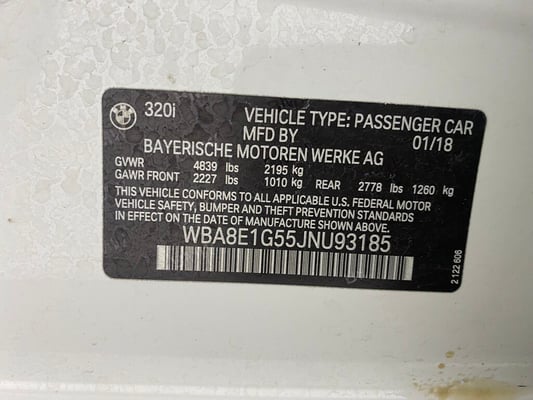 BMW
320i VEHICLE TYPE: PASSENGER CAR
MFD BY 01/18
BAYERISCHE MOTOREN WERKE AG
GVWR 4839 lbs 2195 kg
GAWR FRONT 2227 lbs 1010 kg REAR 2778 lbs 1260 kg
THIS VEHICLE CONFORMS TO ALL APPLICABLE U.S. FEDERAL MOTOR
VEHICLE SAFETY, BUMPER AND THEFT PREVENTION STANDARDS
IN EFFECT ON THE DATE OF MANUFACTURE SHOWN ABOVE.
WBA8E1G55JNU93185
2 122 606